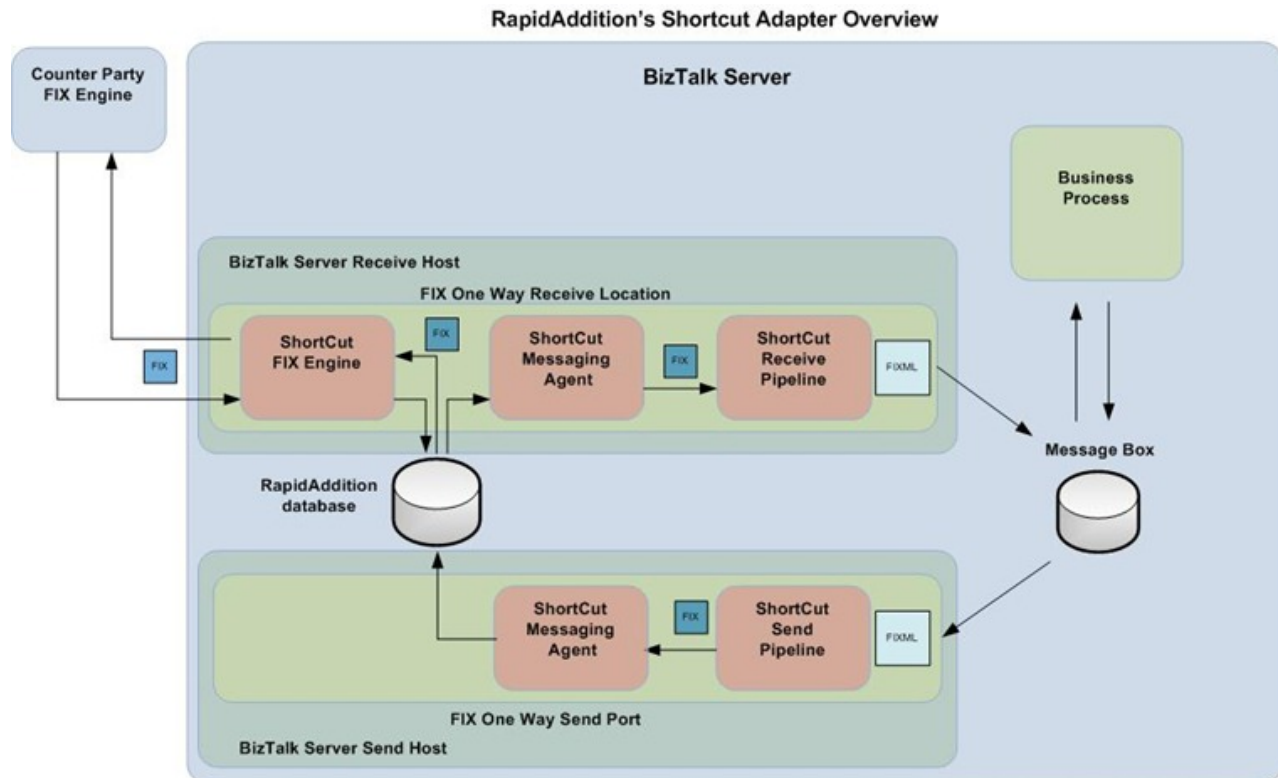 RapidAddition's Shortcut Adapter Overview
Counter Party
FIX Engine
BizTalk Server
Business
Process
BizTalk Server Receive Host
FIX One Way Receive Location
ShortCut
FIX Engine
FIX
ShortCut
Messaging
Agent
FIX
ShortCut
Receive
Pipeline
FIXML
FIX
Message Box
RapidAddition
database
ShortCut
Messaging
Agent
FIX
ShortCut
Send
Pipeline
FIXML
FIX One Way Send Port
BizTalk Server Send Host